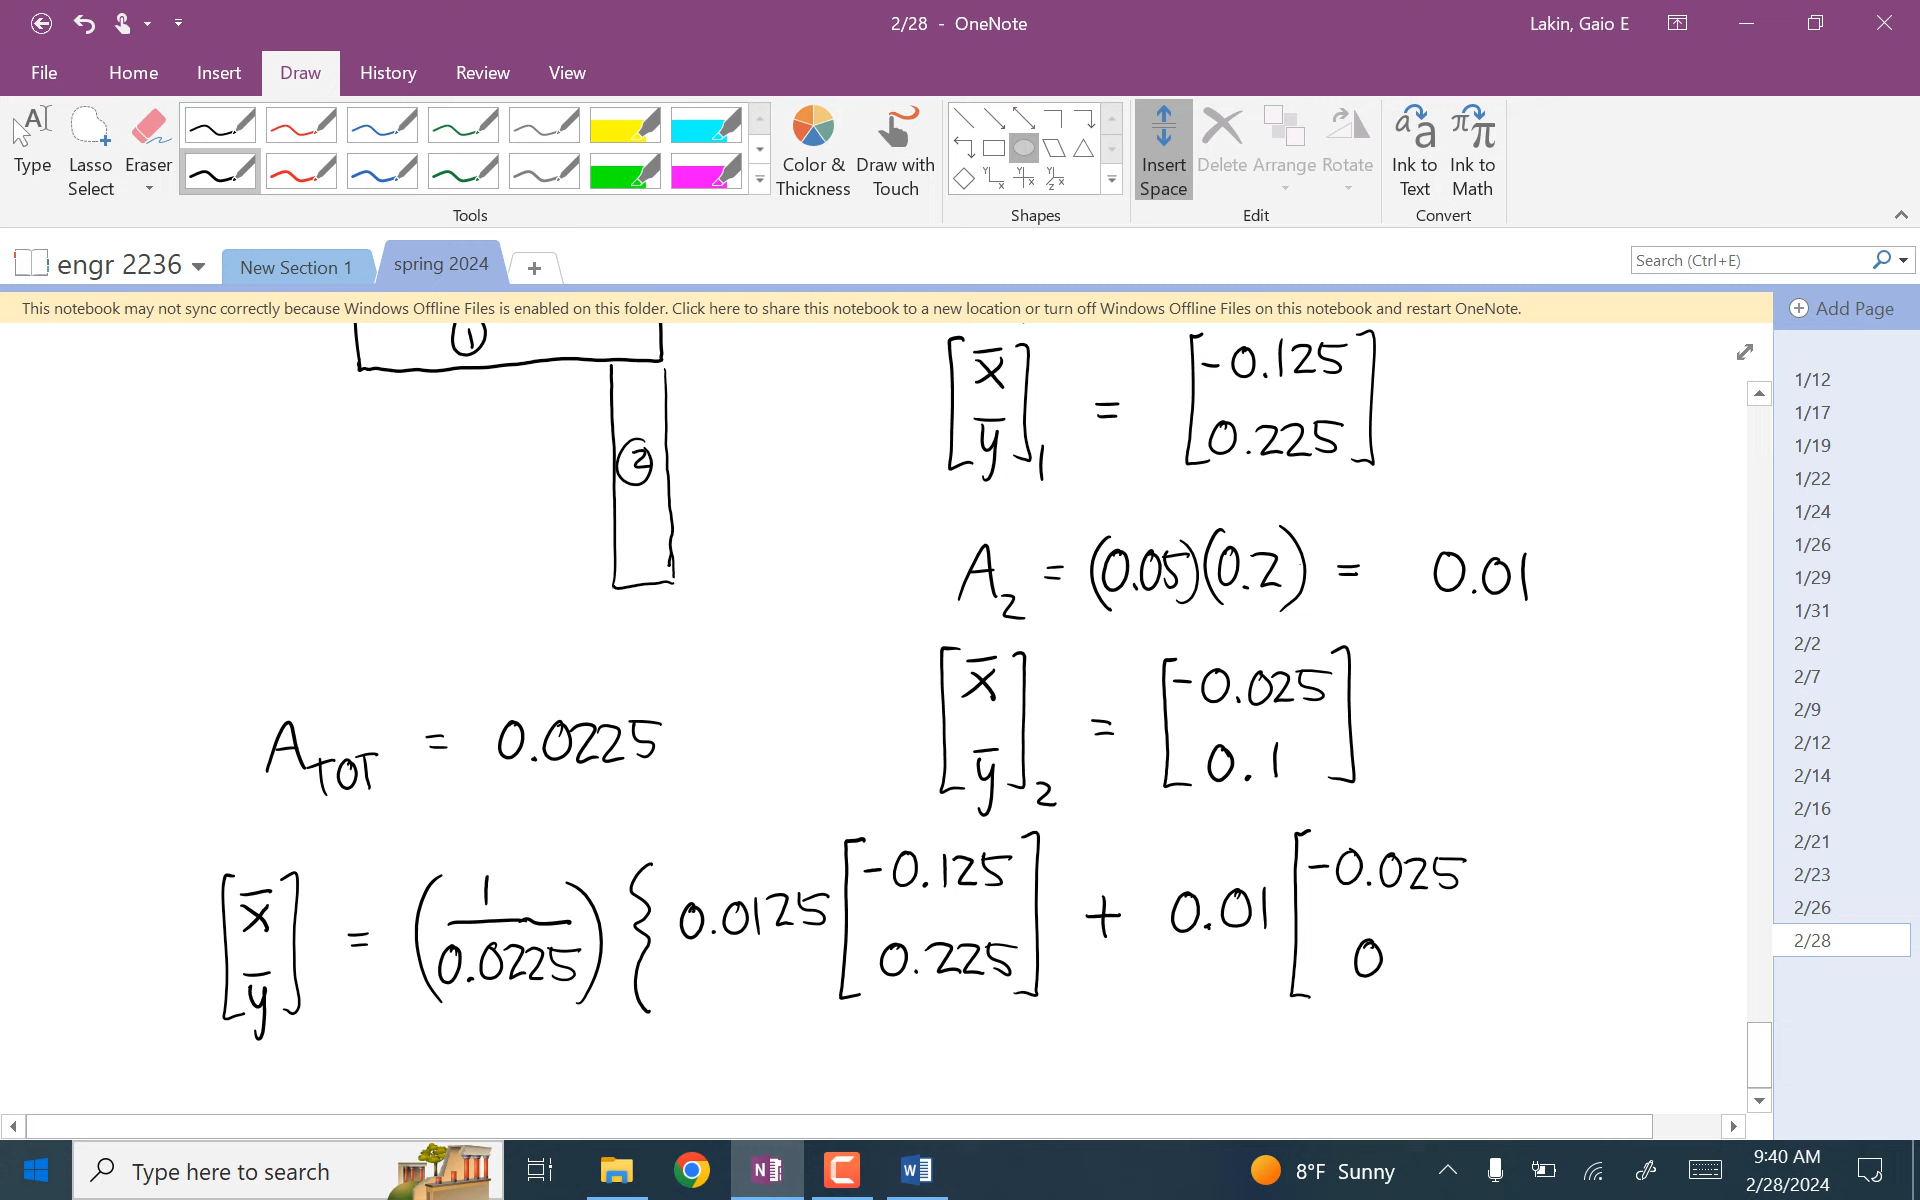 2/28 - OneNote
Lakin, Gaio E
File Home Insert Draw History Review View
Type
Lasso Select
Eraser
Color & Thickness
Draw with Touch
Insert Space
Delete
Arrange
Rotate
Ink to Text
Ink to Math
Tools
Shapes
Edit
Convert
engr 2236
New Section 1
spring 2024
Search (Ctrl+E)
This notebook may not sync correctly because Windows Offline Files is enabled on this folder. Click here to share this notebook to a new location or turn off Windows Offline Files on this notebook and restart OneNote.
Add Page
1/12
1/17
1/19
1/22
1/24
1/26
1/29
1/31
2/2
2/7
2/9
2/12
2/14
2/16
2/21
2/23
2/26
2/28
①
②
[x̄ ȳ]₁ = [-0.125 0.225]
A₂ = (0.05)(0.2) = 0.01
[x̄ ȳ]₂ = [-0.025 0.1]
A_TOT = 0.0225
[x̄ ȳ] = (1/0.0225) { 0.0125 [-0.125 0.225] + 0.01 [-0.025 0
Type here to search
8°F Sunny
9:40 AM
2/28/2024